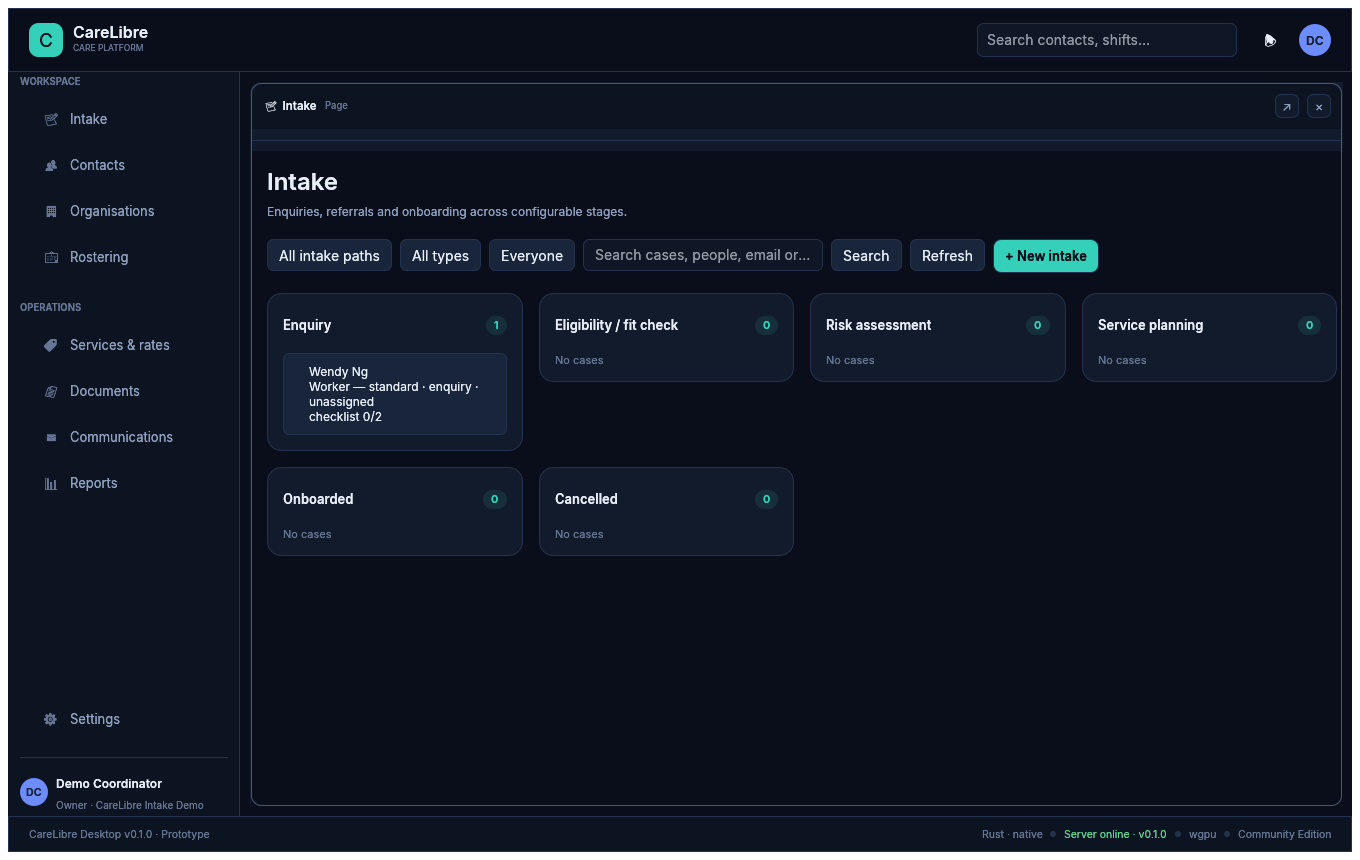 C
CareLibre
CARE PLATFORM
Search contacts, shifts...
DC
WORKSPACE
Intake
Contacts
Organisations
Rostering
OPERATIONS
Services & rates
Documents
Communications
Reports
Settings
DC
Demo Coordinator
Owner · CareLibre Intake Demo
Intake Page
Intake
Enquiries, referrals and onboarding across configurable stages.
All intake paths
All types
Everyone
Search cases, people, email or...
Search
Refresh
+ New intake
Enquiry 1
Wendy Ng
Worker — standard · enquiry ·
unassigned
checklist 0/2
Eligibility / fit check 0
No cases
Risk assessment 0
No cases
Service planning 0
No cases
Onboarded 0
No cases
Cancelled 0
No cases
CareLibre Desktop v0.1.0 · Prototype
Rust · native
Server online · v0.1.0
wgpu
Community Edition